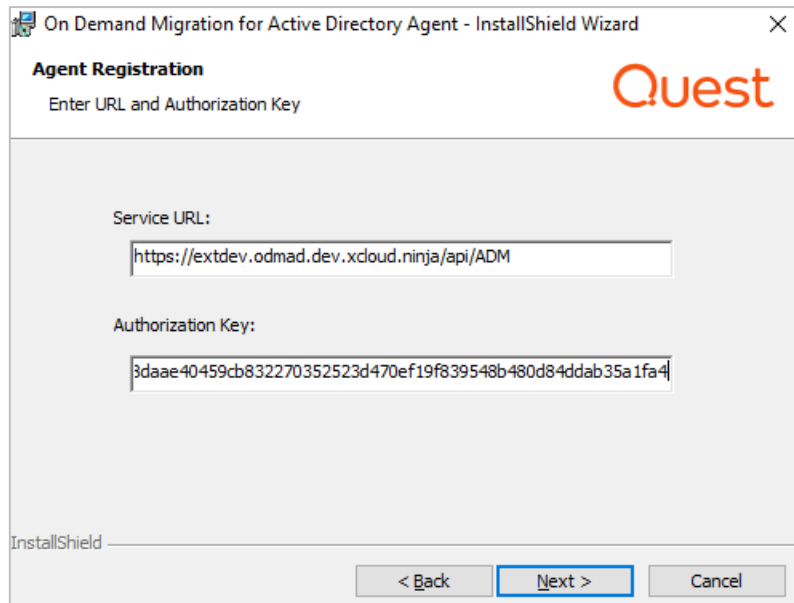 On Demand Migration for Active Directory Agent - InstallShield Wizard
Agent Registration
Enter URL and Authorization Key
Quest
Service URL:
https://extdev.odmad.dev.xcloud.ninja/api/ADM
Authorization Key:
3daae40459cb832270352523d470ef19f839548b480d84ddab35a1fa4
InstallShield
< Back
Next >
Cancel